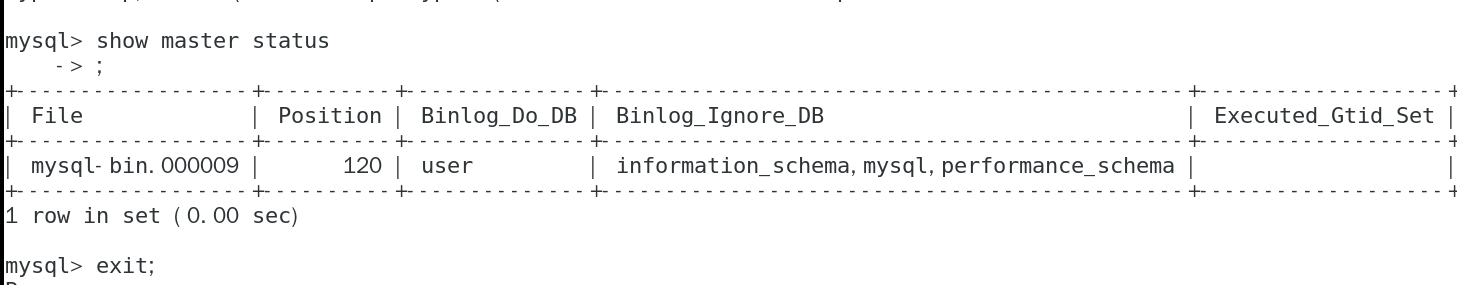 mysql> show master status
    -> ;
+------------------+----------+--------------+---------------------------------------------+-------------------+
| File             | Position | Binlog_Do_DB | Binlog_Ignore_DB                            | Executed_Gtid_Set |
+------------------+----------+--------------+---------------------------------------------+-------------------+
| mysql-bin.000009 |      120 | user         | information_schema,mysql,performance_schema |                   |
+------------------+----------+--------------+---------------------------------------------+-------------------+
1 row in set (0.00 sec)
mysql> exit;